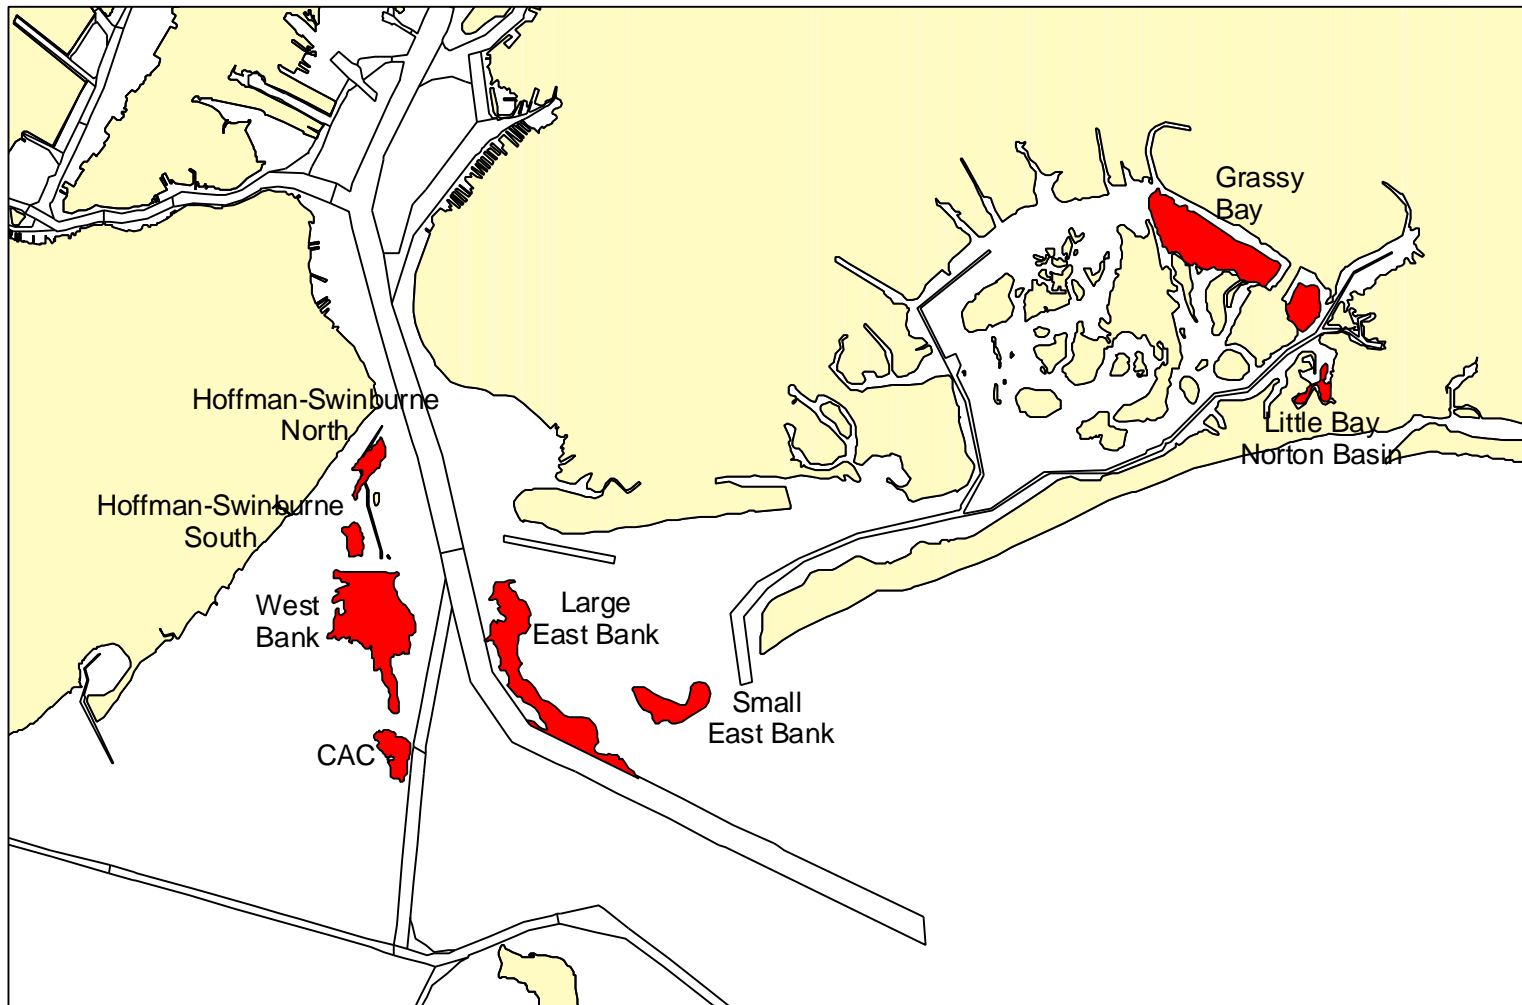 Grassy
Bay
Hoffman-Swinburne
North
Little Bay
Norton Basin
Hoffman-Swinburne
South
West
Bank
Large
East Bank
Small
East Bank
CAC